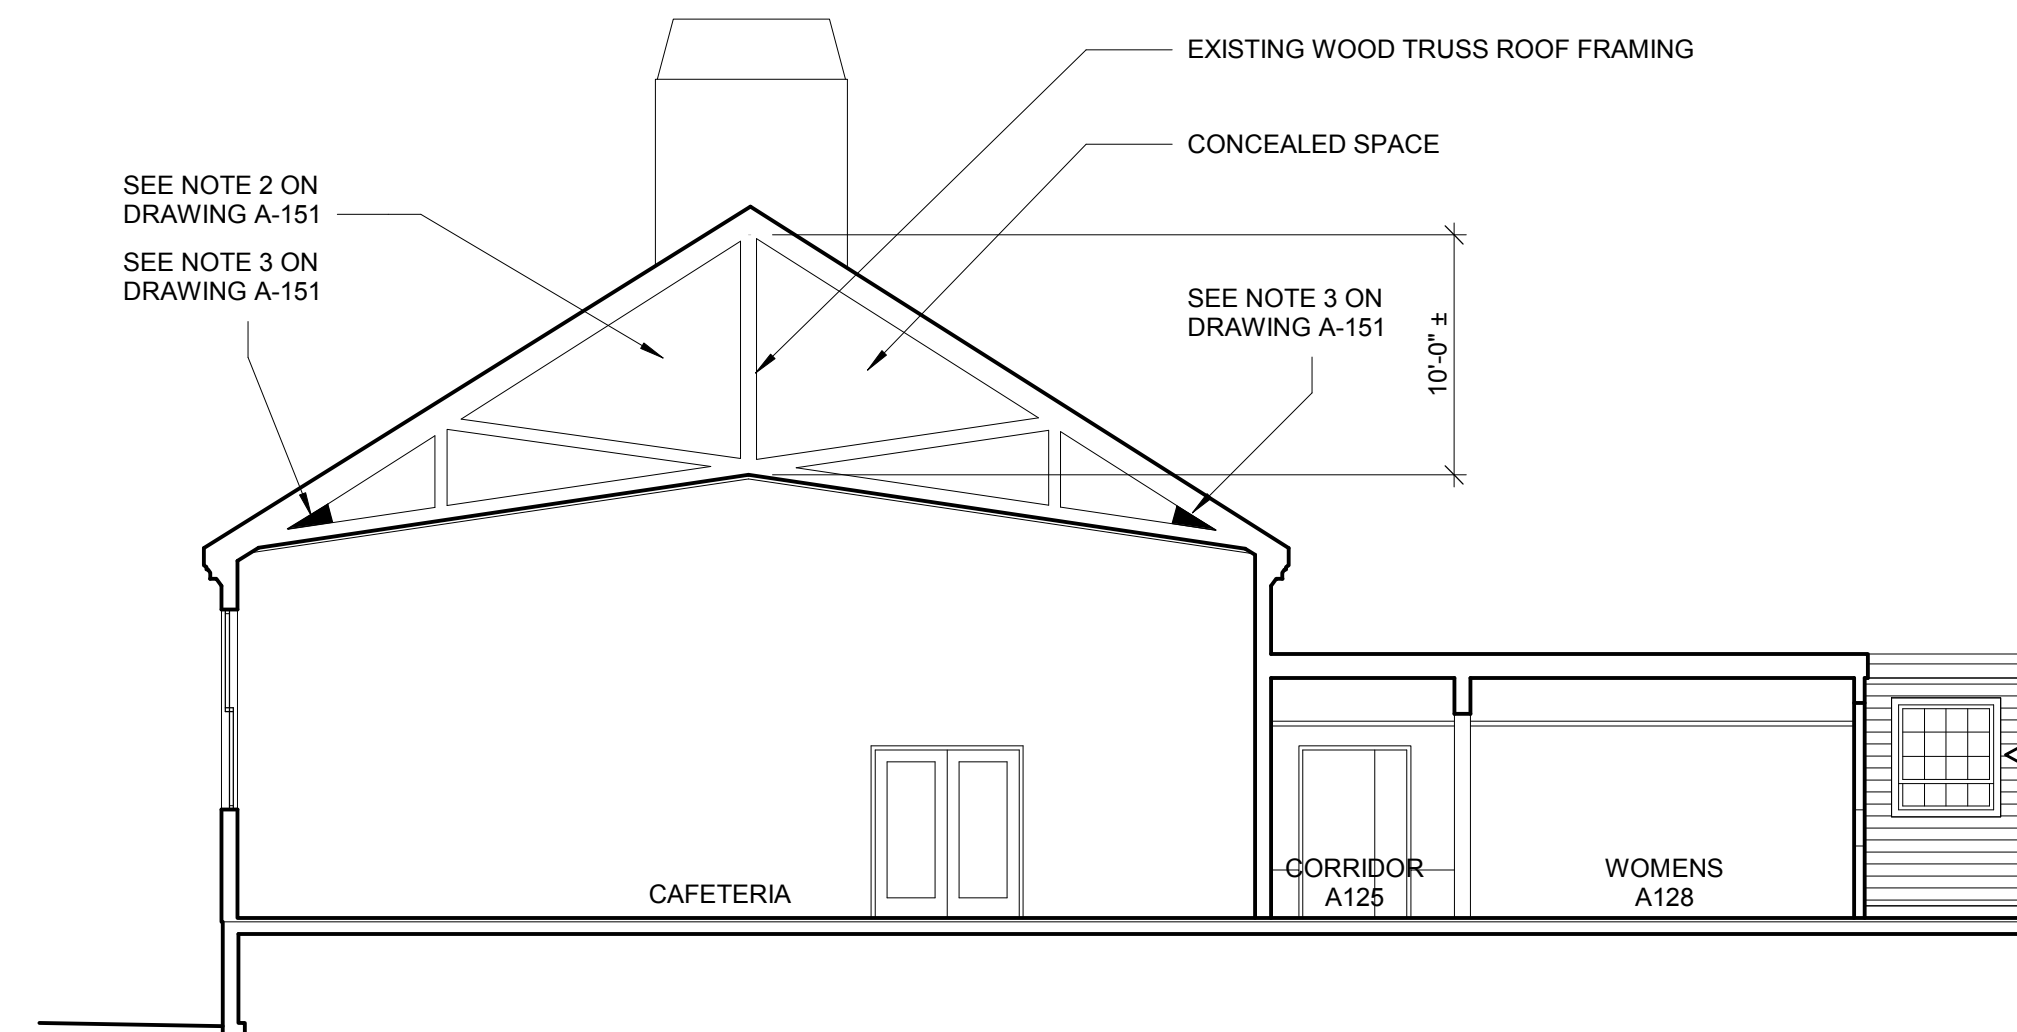 EXISTING WOOD TRUSS ROOF FRAMING
CONCEALED SPACE
SEE NOTE 2 ON
DRAWING A-151
SEE NOTE 3 ON
DRAWING A-151
SEE NOTE 3 ON
DRAWING A-151
10'-0" ±
CAFETERIA
CORRIDOR
A125
WOMENS
A128